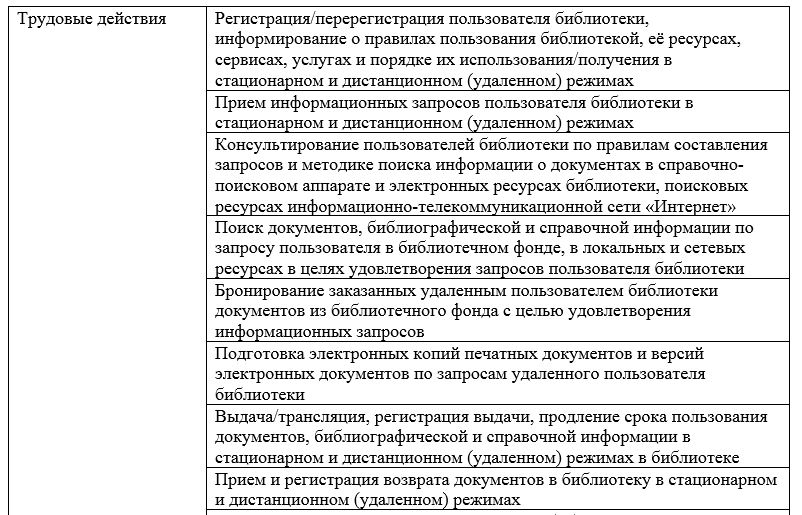 Трудовые действия
Регистрация/перерегистрация пользователя библиотеки,
информирование о правилах пользования библиотекой, её ресурсах,
сервисах, услугах и порядке их использования/получения в
стационарном и дистанционном (удаленном) режимах
Прием информационных запросов пользователя библиотеки в
стационарном и дистанционном (удаленном) режимах
Консультирование пользователей библиотеки по правилам составления
запросов и методике поиска информации о документах в справочно-
поисковом аппарате и электронных ресурсах библиотеки, поисковых
ресурсах информационно-телекоммуникационной сети «Интернет»
Поиск документов, библиографической и справочной информации по
запросу пользователя в библиотечном фонде, в локальных и сетевых
ресурсах в целях удовлетворения запросов пользователя библиотеки
Бронирование заказанных удаленным пользователем библиотеки
документов из библиотечного фонда с целью удовлетворения
информационных запросов
Подготовка электронных копий печатных документов и версий
электронных документов по запросам удаленного пользователя
библиотеки
Выдача/трансляция, регистрация выдачи, продление срока пользования
документов, библиографической и справочной информации в
стационарном и дистанционном (удаленном) режимах в библиотеке
Прием и регистрация возврата документов в библиотеку в стационарном
и дистанционном (удаленном) режимах